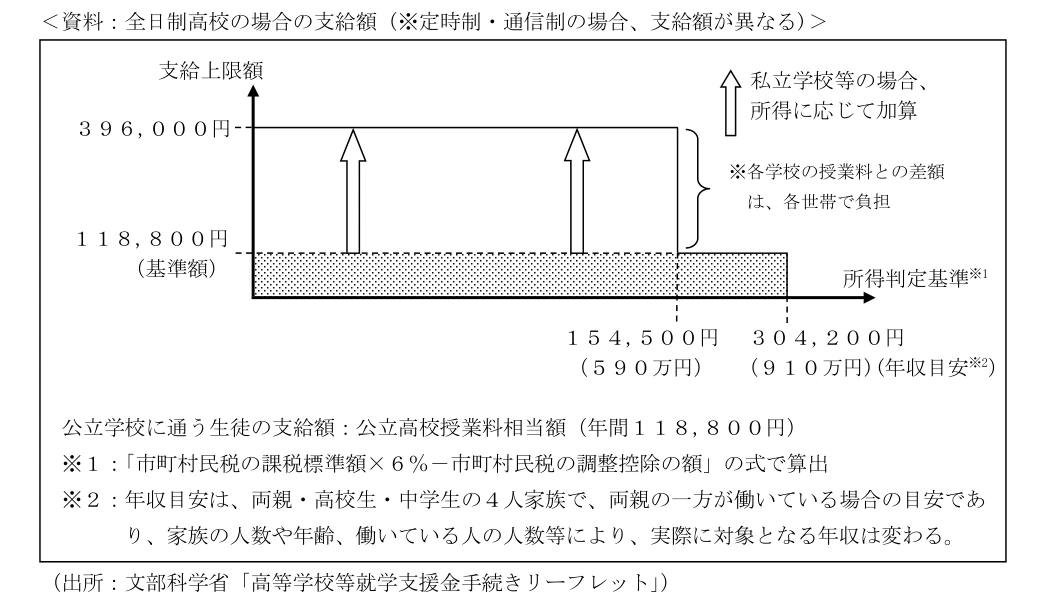 ＜資料：全日制高校の場合の支給額（※定時制・通信制の場合、支給額が異なる）＞
支給上限額
３９６,０００円
１１８,８００円
（基準額）
私立学校等の場合、
所得に応じて加算
※各学校の授業料との差額
は、各世帯で負担
所得判定基準※1
１５４,５００円
（５９０万円）
３０４,２００円
（９１０万円）（年収目安※2）
公立学校に通う生徒の支給額：公立高校授業料相当額（年間１１８,８００円）
※１：「市町村民税の課税標準額×６％－市町村民税の調整控除の額」の式で算出
※２：年収目安は、両親・高校生・中学生の４人家族で、両親の一方が働いている場合の目安であ
り、家族の人数や年齢、働いている人の人数等により、実際に対象となる年収は変わる。
（出所：文部科学省「高等学校等就学支援金手続きリーフレット」）